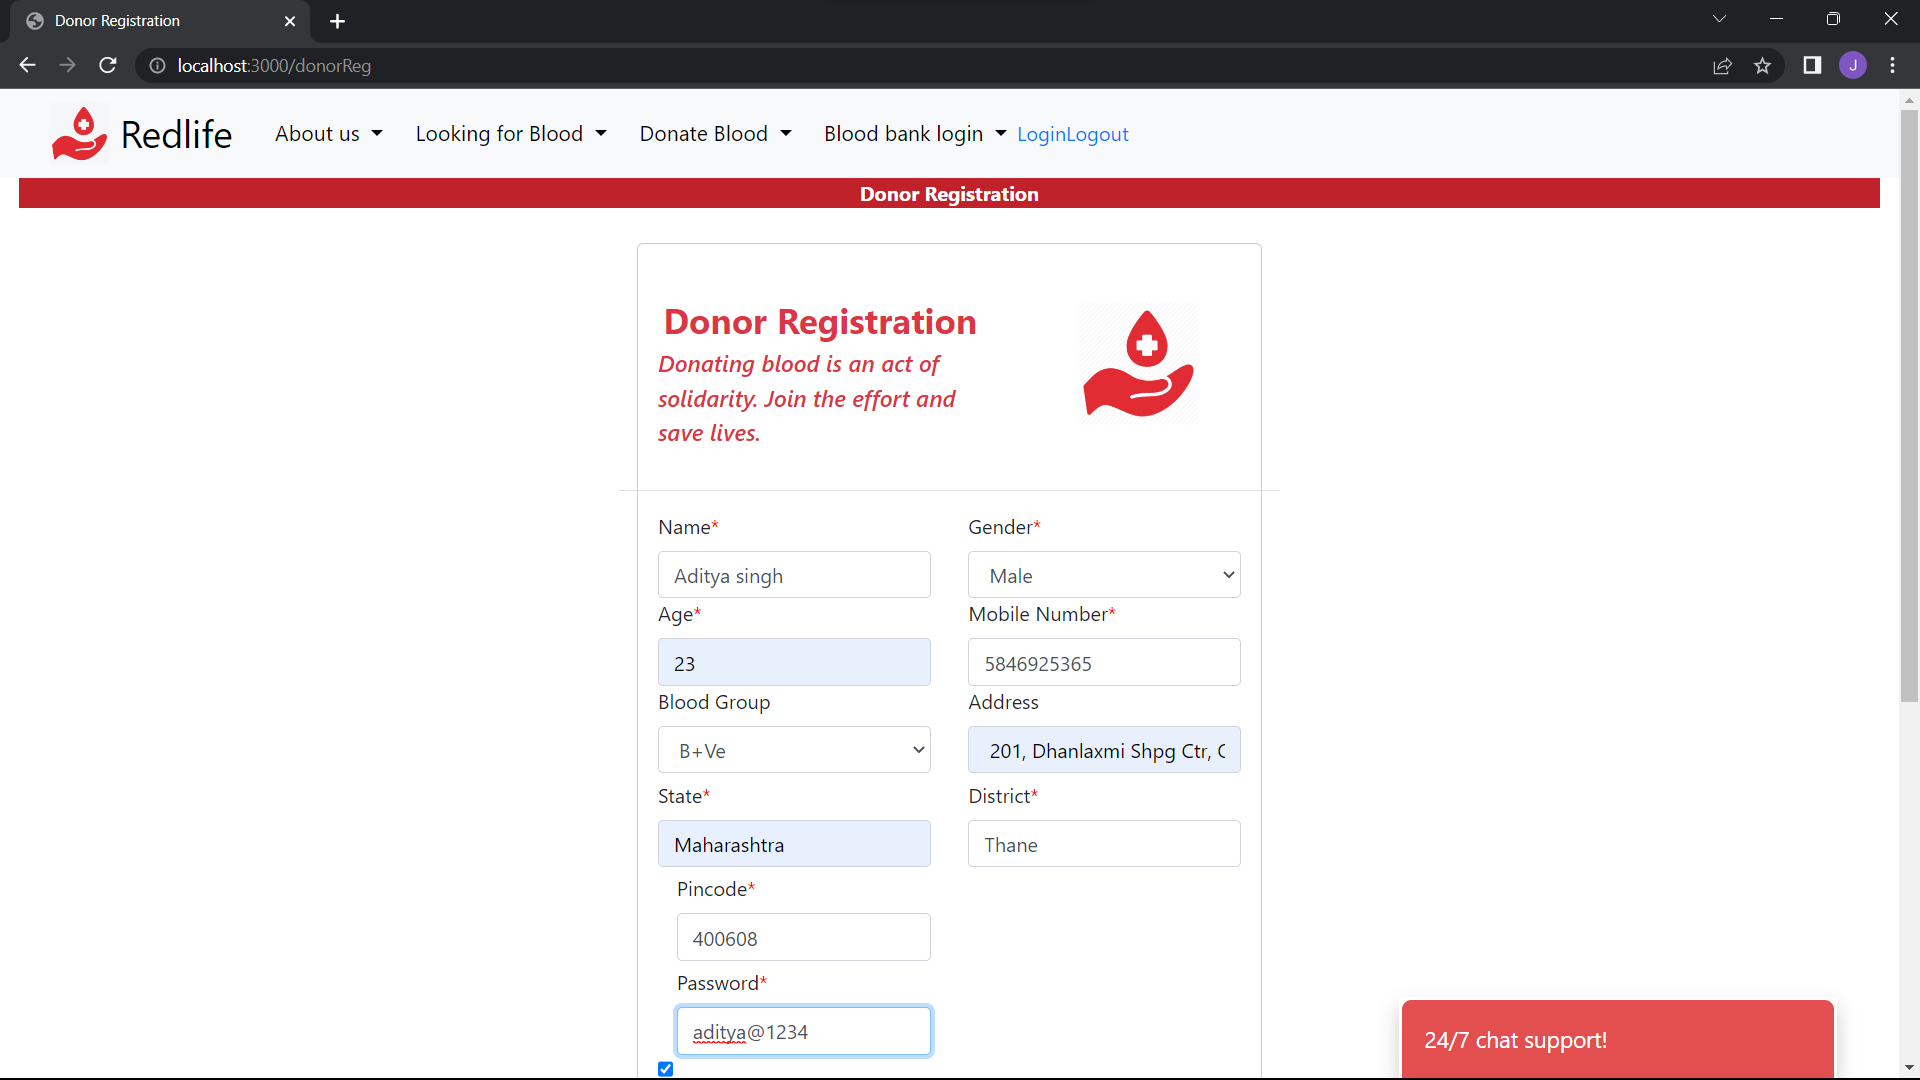 Donor Registration
localhost:3000/donorReg
J
Redlife
About us
Looking for Blood
Donate Blood
Blood bank login
LoginLogout
Donor Registration
Donor Registration
Donating blood is an act of
solidarity. Join the effort and
save lives.
Name* Gender*
Aditya singh Male
Age* Mobile Number*
23 5846925365
Blood Group Address
B+Ve 201, Dhanlaxmi Shpg Ctr,
State* District*
Maharashtra Thane
Pincode*
400608
Password*
aditya@1234
24/7 chat support!